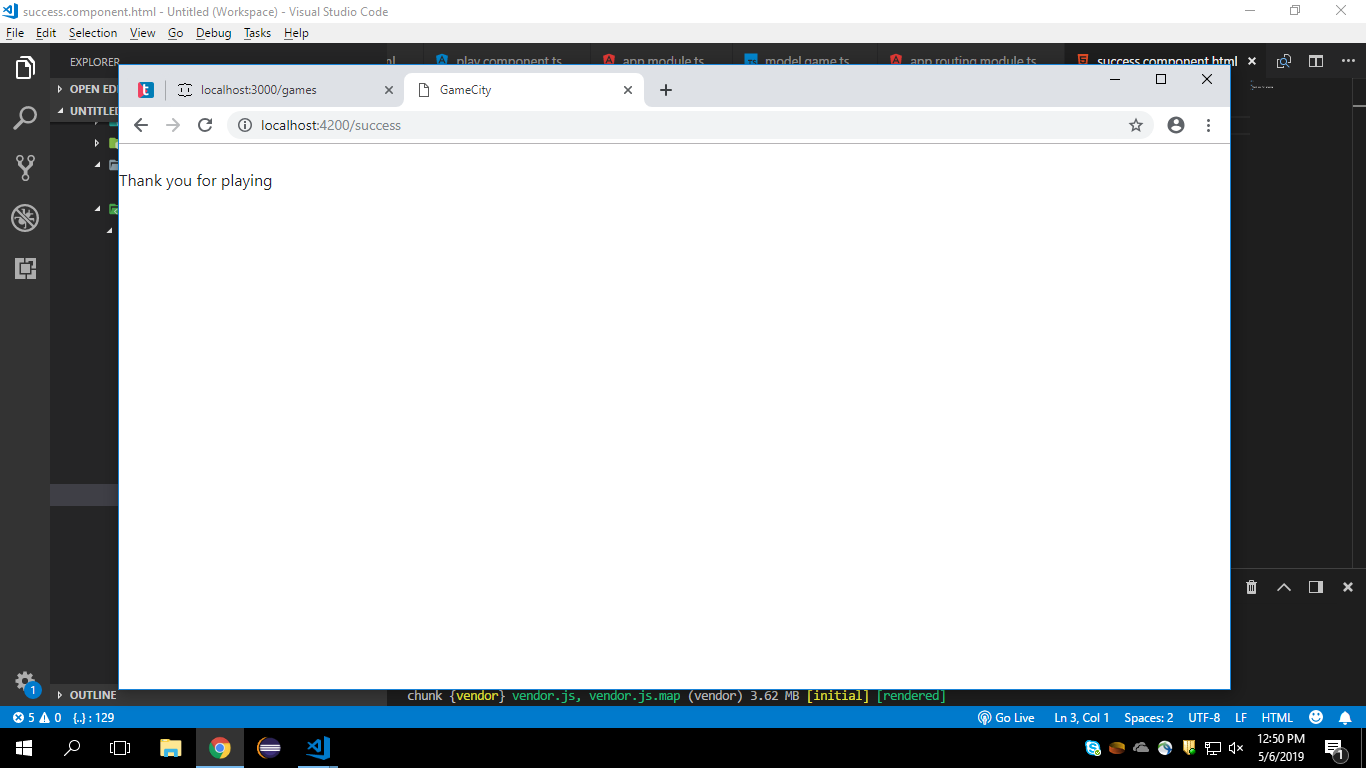 success.component.html - Untitled (Workspace) - Visual Studio Code
File Edit Selection View Go Debug Tasks Help
EXPLORER
play.component.ts app.module.ts model.game.ts app.routing.module.ts success.component.html
OPEN EDI
UNTITLED
localhost:3000/games GameCity
localhost:4200/success
Thank you for playing
1
OUTLINE
chunk {vendor} vendor.js, vendor.js.map (vendor) 3.62 MB [initial] [rendered]
5 0 {..} : 129 Go Live Ln 3, Col 1 Spaces: 2 UTF-8 LF HTML
12:50 PM
5/6/2019
1